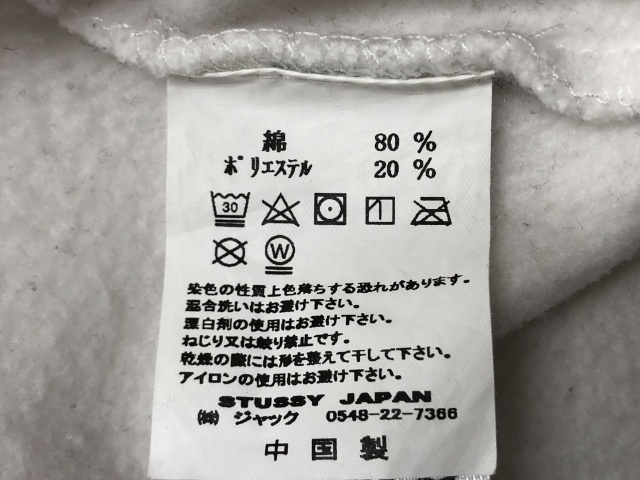 綿 80 %
ポリエステル 20 %
30
W
染色の性質上色落ちする恐れがあります。
混合洗いはお避け下さい。
漂白剤の使用はお避け下さい。
ねじり又は絞り禁止です。
乾燥の際には形を整えて干して下さい。
アイロンの使用はお避け下さい。
STUSSY JAPAN
㈱ ジャック 0548-22-7366
中国製